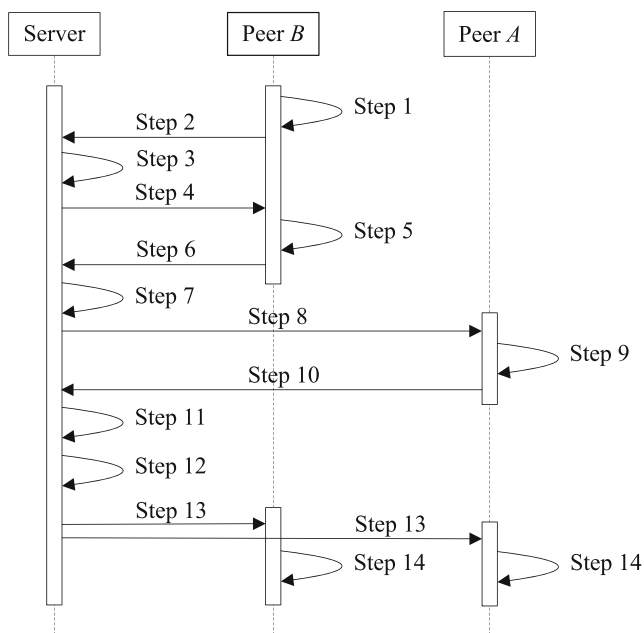 Server
Peer B
Peer A
Step 1
Step 2
Step 3
Step 4
Step 5
Step 6
Step 7
Step 8
Step 9
Step 10
Step 11
Step 12
Step 13
Step 13
Step 14
Step 14